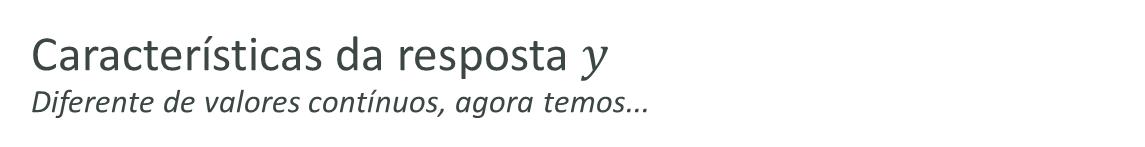 Características da resposta 𝑦
Diferente de valores contínuos, agora temos...